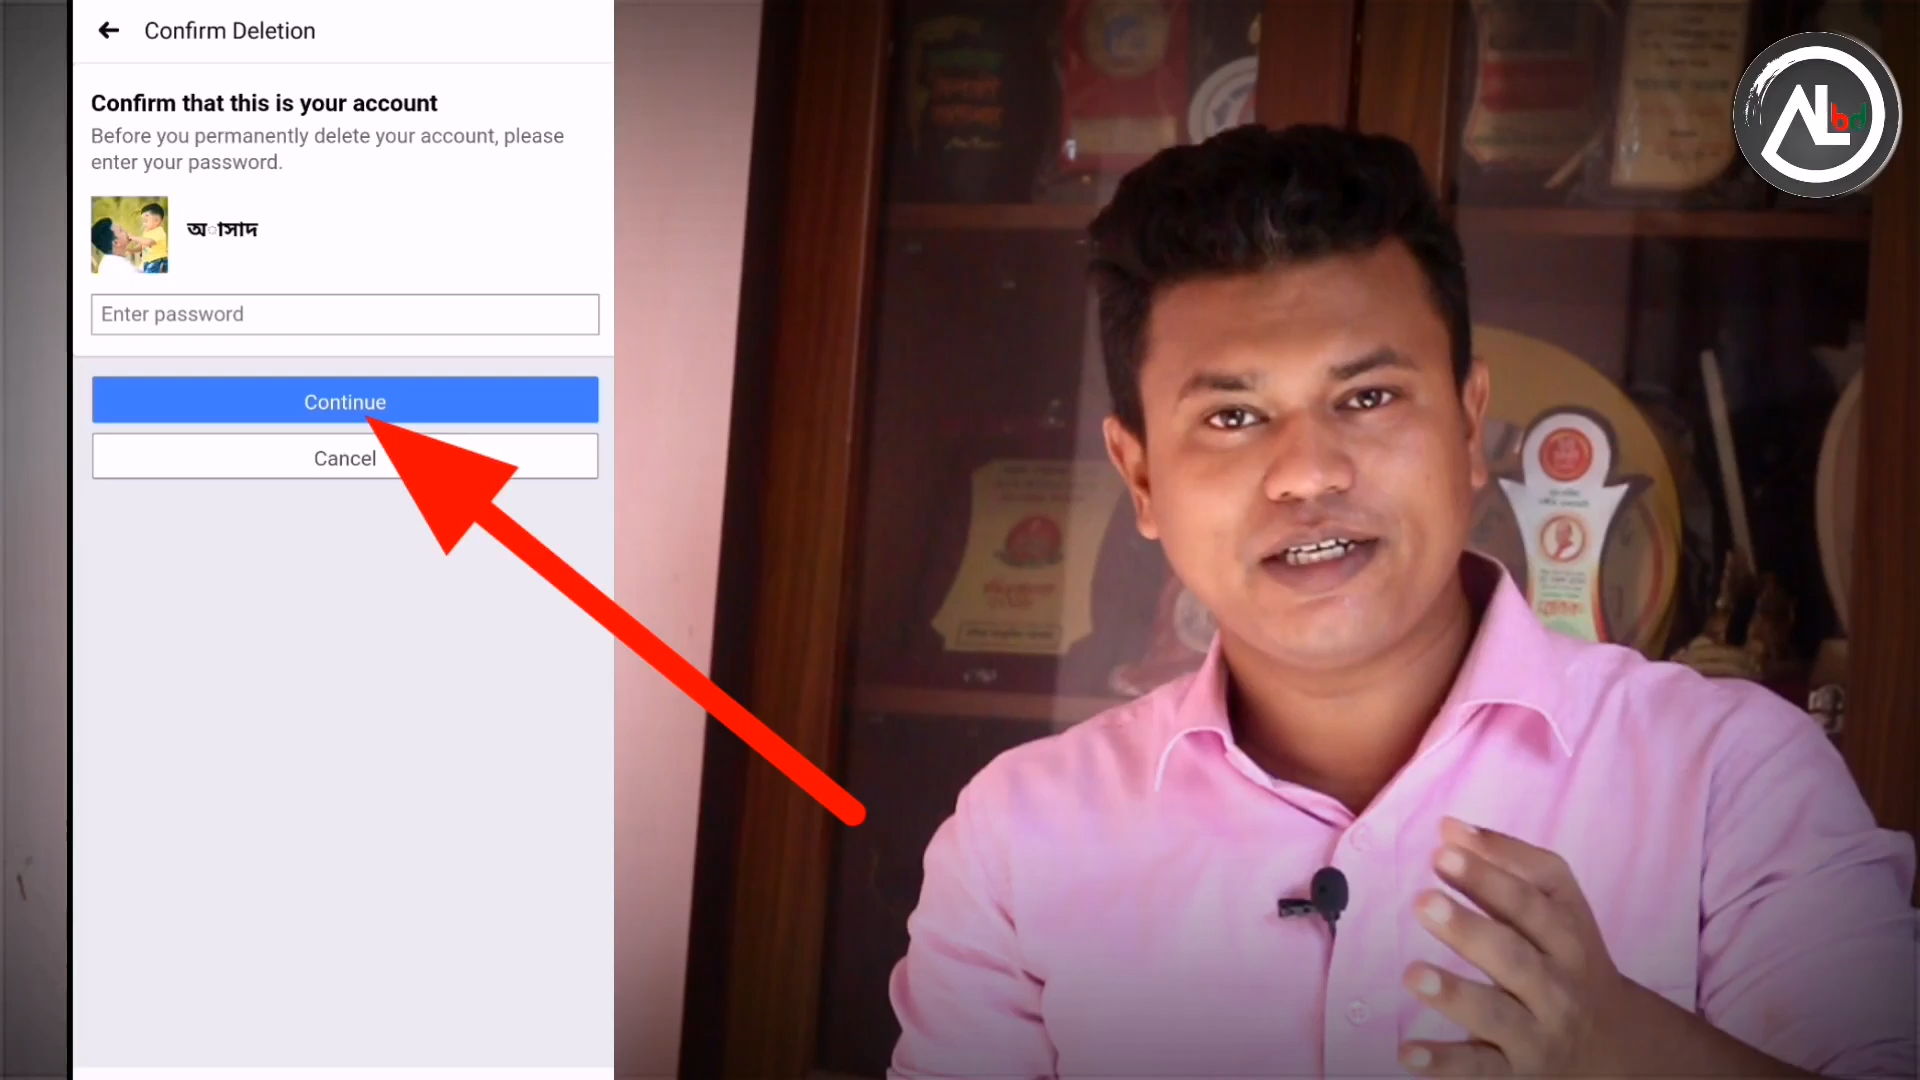 Confirm Deletion
Confirm that this is your account
Before you permanently delete your account, please
enter your password.
অাসাদ
Enter password
Continue
Cancel
ALbd